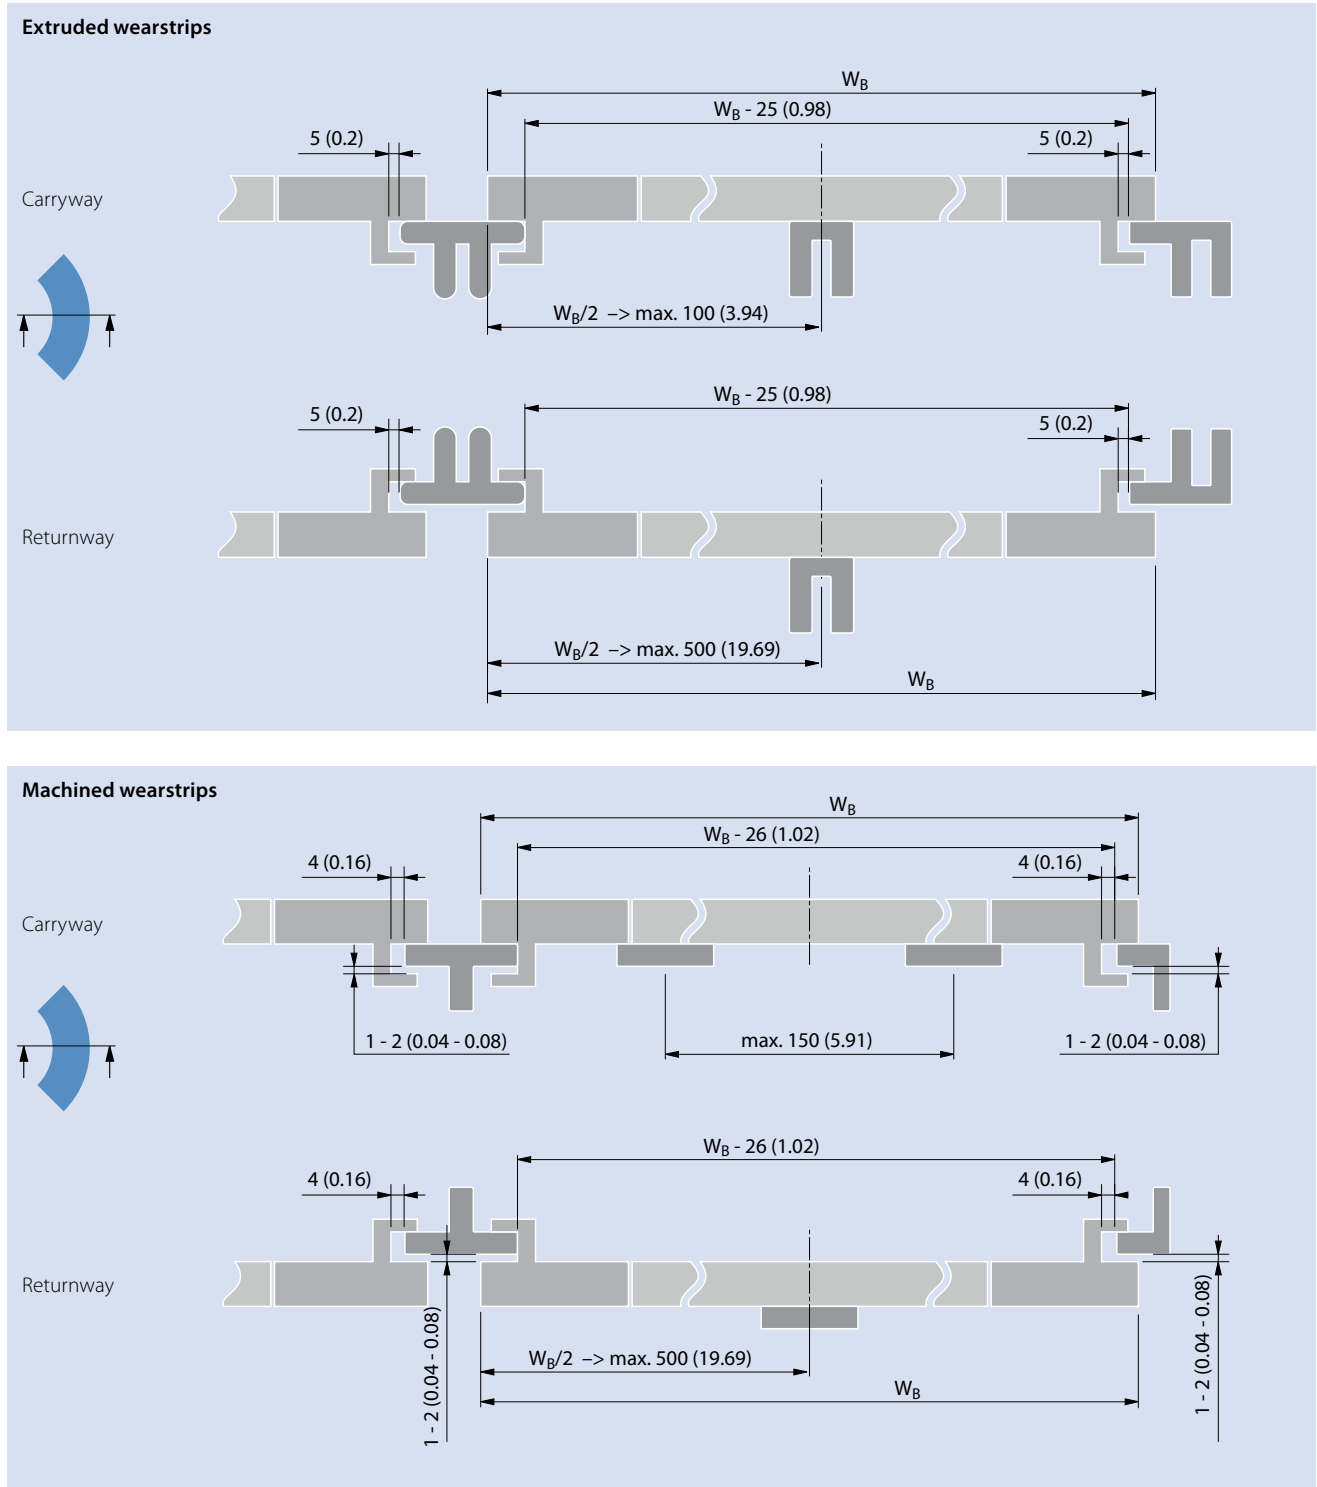 Extruded wearstrips
W_B
W_B - 25 (0.98)
5 (0.2)
5 (0.2)
Carryway
W_B/2 –> max. 100 (3.94)
W_B - 25 (0.98)
5 (0.2)
5 (0.2)
Returnway
W_B/2 –> max. 500 (19.69)
W_B
Machined wearstrips
W_B
W_B - 26 (1.02)
4 (0.16)
4 (0.16)
Carryway
1 - 2 (0.04 - 0.08)
max. 150 (5.91)
1 - 2 (0.04 - 0.08)
W_B - 26 (1.02)
4 (0.16)
4 (0.16)
Returnway
1 - 2 (0.04 - 0.08)
1 - 2 (0.04 - 0.08)
W_B/2 –> max. 500 (19.69)
W_B